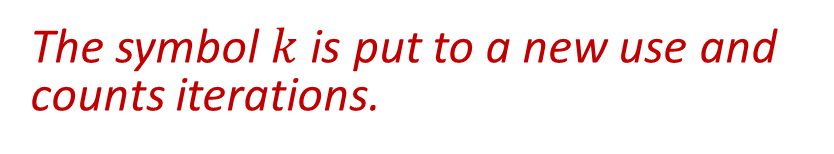 The symbol k is put to a new use and
counts iterations.